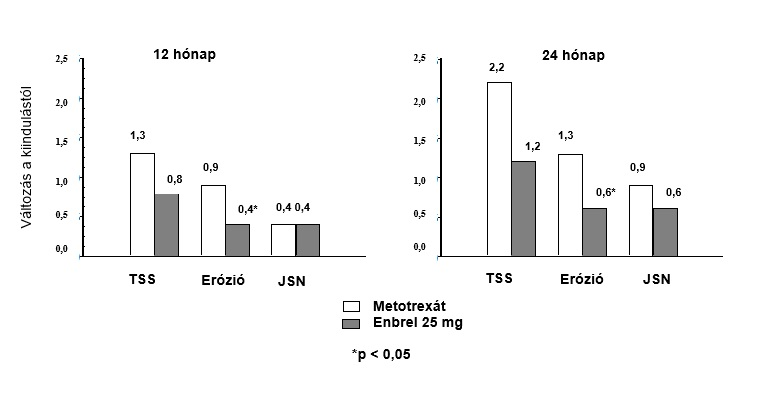 12 hónap
Változás a kiindulástól
2,5
2,0
1,5
1,0
0,5
0,0
1,3
0,8
0,9
0,4*
0,4 0,4
TSS
Erózió
JSN
24 hónap
2,5
2,0
1,5
1,0
0,5
0,0
2,2
1,2
1,3
0,6*
0,9
0,6
TSS
Erózió
JSN
Metotrexát
Enbrel 25 mg
*p < 0,05